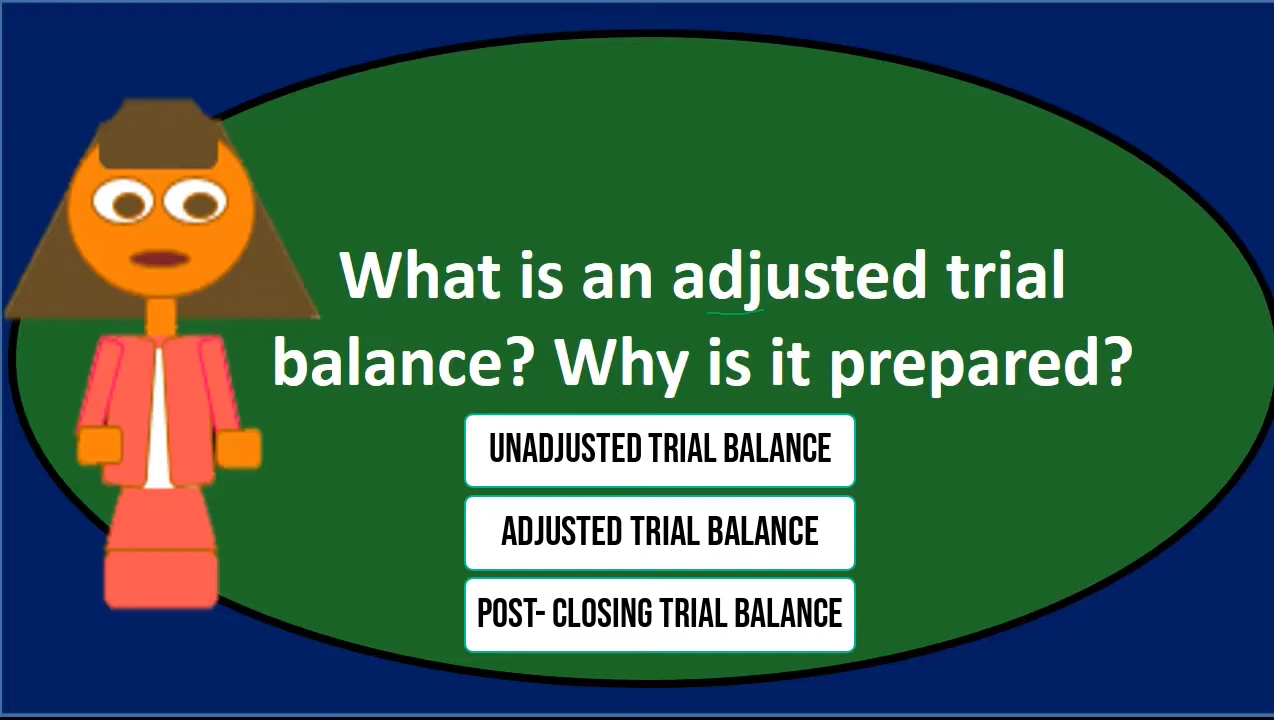 What is an adjusted trial
balance? Why is it prepared?
UNADJUSTED TRIAL BALANCE
ADJUSTED TRIAL BALANCE
POST- CLOSING TRIAL BALANCE